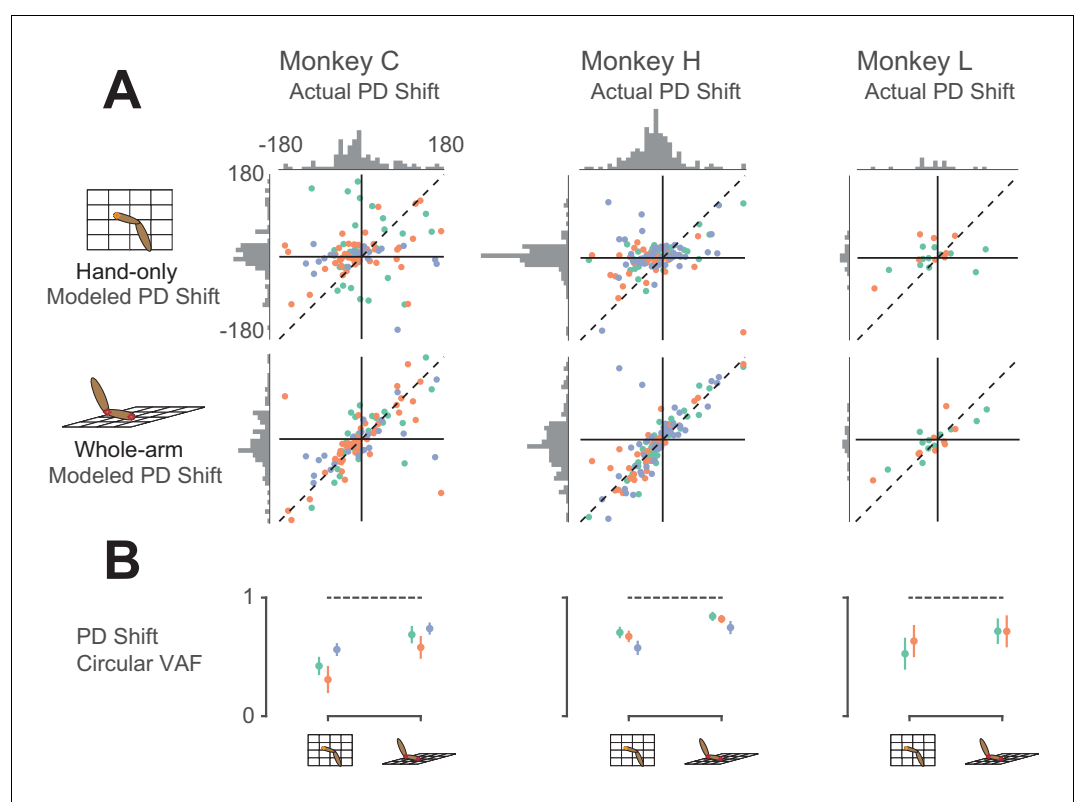 A
Monkey C
Actual PD Shift
Monkey H
Actual PD Shift
Monkey L
Actual PD Shift
-180
180
180
Hand-only
Modeled PD Shift
-180
Whole-arm
Modeled PD Shift
B
1
PD Shift
Circular VAF
0